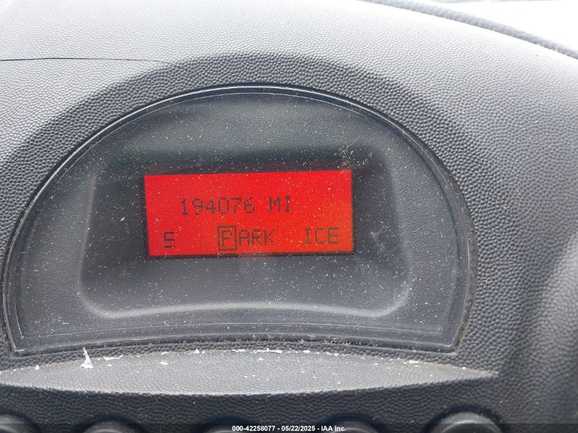 194076 MI
S PARK ICE
000-42258077 - 05/22/2025 - IAA Inc.